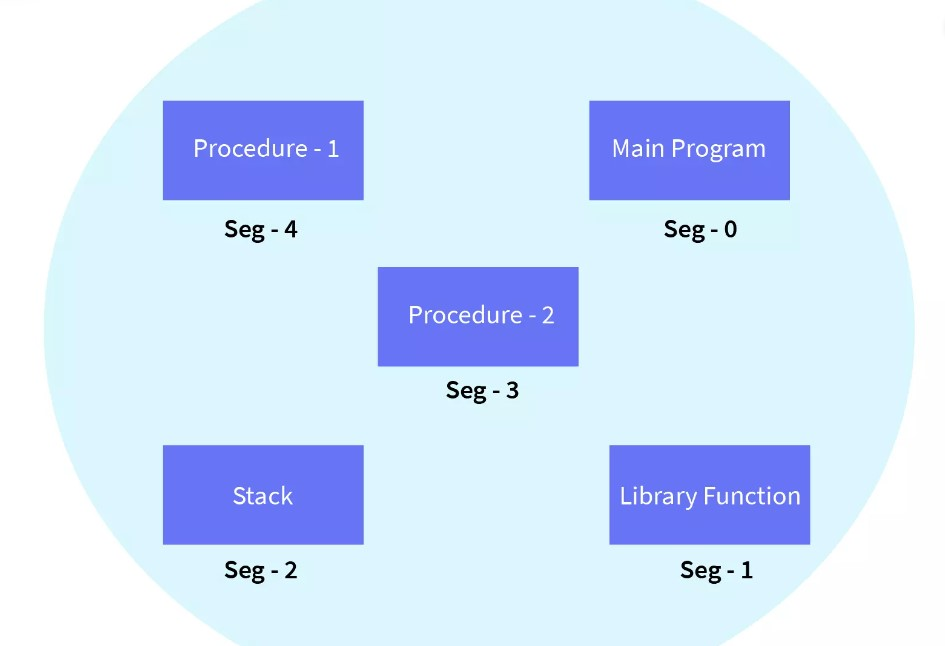 Procedure - 1
Seg - 4
Main Program
Seg - 0
Procedure - 2
Seg - 3
Stack
Seg - 2
Library Function
Seg - 1